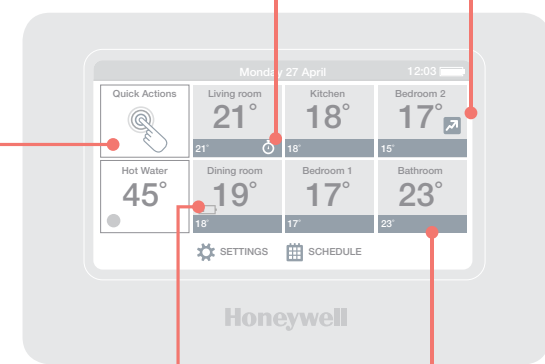 Monday 27 April 12:03
Quick Actions
Living room
21°
21°
Kitchen
18°
18°
Bedroom 2
17°
15°
Hot Water
45°
Dining room
19°
18°
Bedroom 1
17°
17°
Bathroom
23°
23°
SETTINGS
SCHEDULE
Honeywell